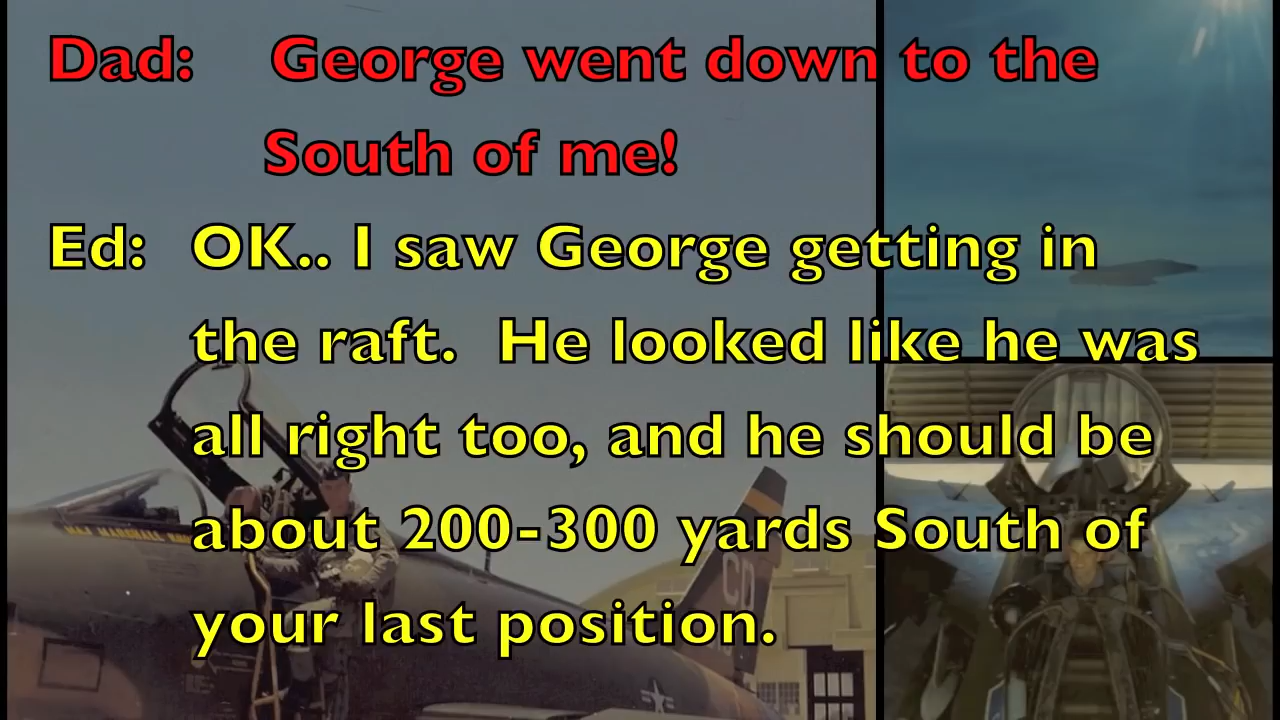 Dad: George went down to the
South of me!
Ed: OK.. I saw George getting in
the raft. He looked like he was
all right too, and he should be
about 200-300 yards South of
your last position.
CD